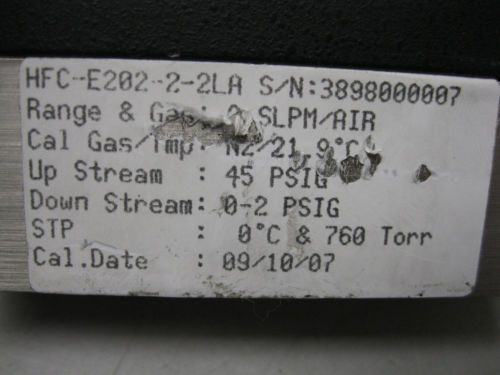 HFC-E202-2-2LA S/N:3898000007
Range & Gas: SLPM/AIR
Cal Gas/Tmp: N2/21.9°C
Up Stream : 45 PSIG
Down Stream: 0-2 PSIG
STP : 0°C & 760 Torr
Cal.Date : 09/10/07